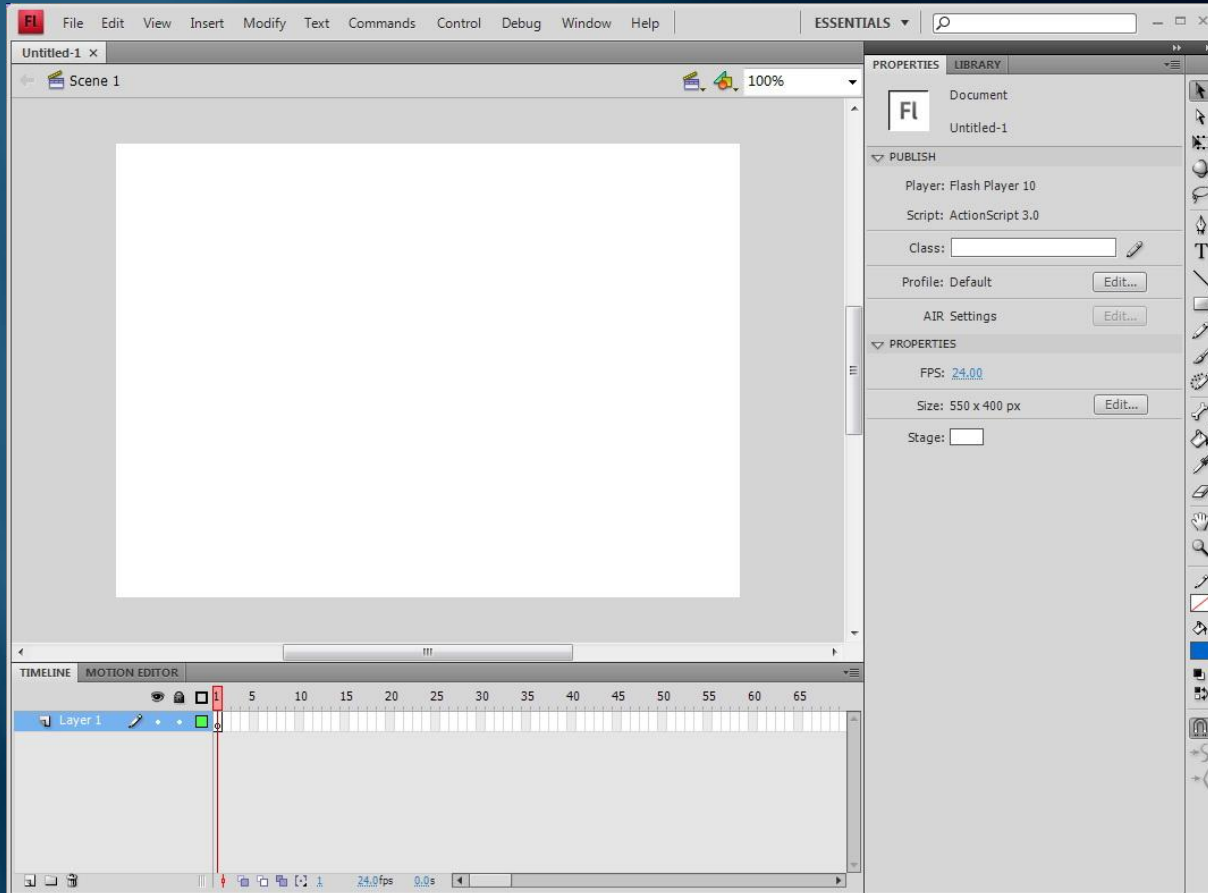 FL File Edit View Insert Modify Text Commands Control Debug Window Help ESSENTIALS
Untitled-1
Scene 1 100%
PROPERTIES LIBRARY
Fl Document
Untitled-1
PUBLISH
Player: Flash Player 10
Script: ActionScript 3.0
Class:
Profile: Default Edit...
AIR Settings Edit...
PROPERTIES
FPS: 24.00
Size: 550 x 400 px Edit...
Stage:
T
TIMELINE MOTION EDITOR
1 5 10 15 20 25 30 35 40 45 50 55 60 65
Layer 1
1 24.0fps 0.0s